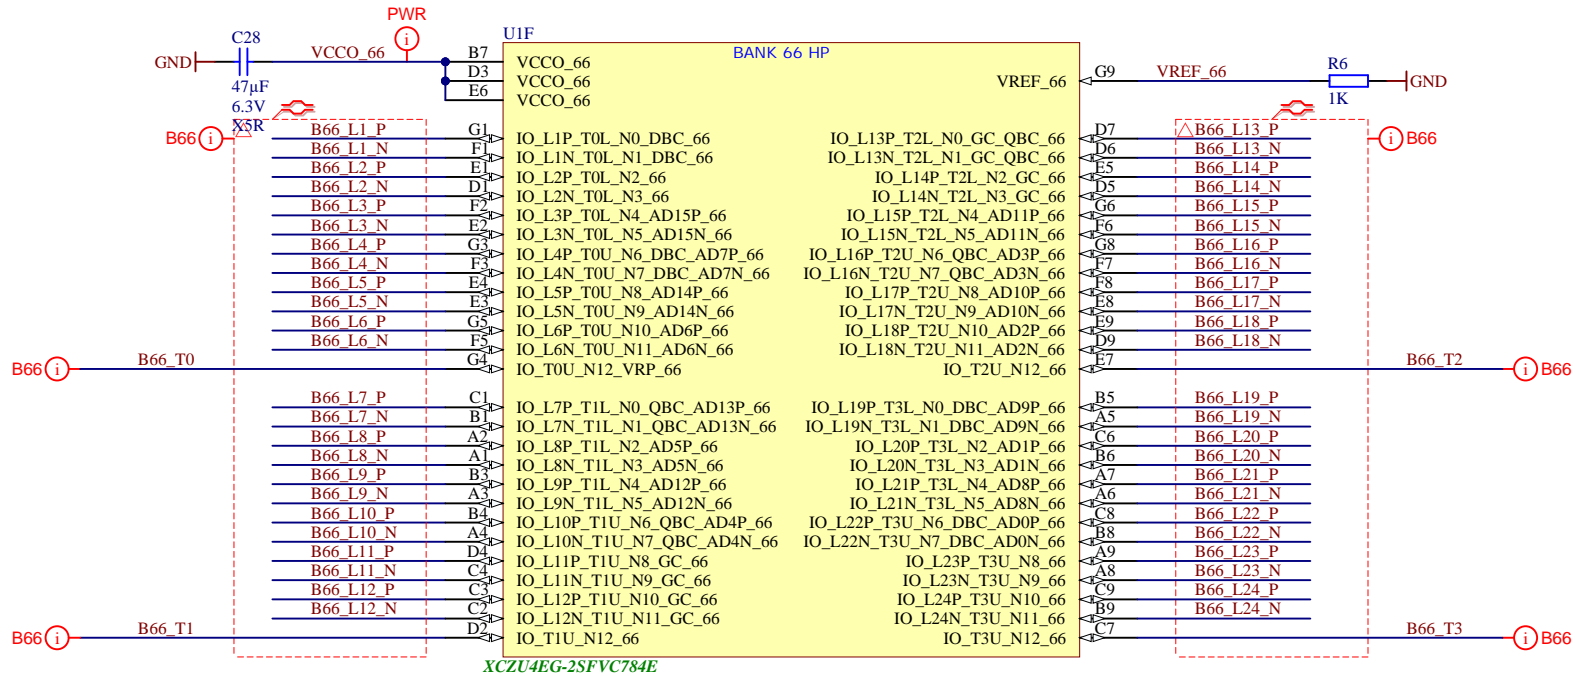 PWR
U1F
C28
VCCO_66
GND
47µF
6.3V
X5R
BANK 66 HP
B7 VCCO_66
D3 VCCO_66
E6 VCCO_66
VREF_66 G9 VREF_66
R6
1K
GND
B66
B66_L1_P G1 IO_L1P_T0L_N0_DBC_66
B66_L1_N F1 IO_L1N_T0L_N1_DBC_66
B66_L2_P E1 IO_L2P_T0L_N2_66
B66_L2_N D1 IO_L2N_T0L_N3_66
B66_L3_P F2 IO_L3P_T0L_N4_AD15P_66
B66_L3_N E2 IO_L3N_T0L_N5_AD15N_66
B66_L4_P G3 IO_L4P_T0U_N6_DBC_AD7P_66
B66_L4_N F3 IO_L4N_T0U_N7_DBC_AD7N_66
B66_L5_P E4 IO_L5P_T0U_N8_AD14P_66
B66_L5_N E3 IO_L5N_T0U_N9_AD14N_66
B66_L6_P G5 IO_L6P_T0U_N10_AD6P_66
B66_L6_N F5 IO_L6N_T0U_N11_AD6N_66
B66 B66_T0 G4 IO_T0U_N12_VRP_66
B66_L7_P C1 IO_L7P_T1L_N0_QBC_AD13P_66
B66_L7_N B1 IO_L7N_T1L_N1_QBC_AD13N_66
B66_L8_P A2 IO_L8P_T1L_N2_AD5P_66
B66_L8_N A1 IO_L8N_T1L_N3_AD5N_66
B66_L9_P B3 IO_L9P_T1L_N4_AD12P_66
B66_L9_N A3 IO_L9N_T1L_N5_AD12N_66
B66_L10_P B4 IO_L10P_T1U_N6_QBC_AD4P_66
B66_L10_N A4 IO_L10N_T1U_N7_QBC_AD4N_66
B66_L11_P D4 IO_L11P_T1U_N8_GC_66
B66_L11_N C4 IO_L11N_T1U_N9_GC_66
B66_L12_P C3 IO_L12P_T1U_N10_GC_66
B66_L12_N C2 IO_L12N_T1U_N11_GC_66
B66 B66_T1 D2 IO_T1U_N12_66
IO_L13P_T2L_N0_GC_QBC_66 D7 B66_L13_P
B66
IO_L13N_T2L_N1_GC_QBC_66 D6 B66_L13_N
IO_L14P_T2L_N2_GC_66 E5 B66_L14_P
IO_L14N_T2L_N3_GC_66 D5 B66_L14_N
IO_L15P_T2L_N4_AD11P_66 G6 B66_L15_P
IO_L15N_T2L_N5_AD11N_66 F6 B66_L15_N
IO_L16P_T2U_N6_QBC_AD3P_66 G8 B66_L16_P
IO_L16N_T2U_N7_QBC_AD3N_66 F7 B66_L16_N
IO_L17P_T2U_N8_AD10P_66 F8 B66_L17_P
IO_L17N_T2U_N9_AD10N_66 E8 B66_L17_N
IO_L18P_T2U_N10_AD2P_66 E9 B66_L18_P
IO_L18N_T2U_N11_AD2N_66 D9 B66_L18_N
IO_T2U_N12_66 E7 B66_T2 B66
IO_L19P_T3L_N0_DBC_AD9P_66 B5 B66_L19_P
IO_L19N_T3L_N1_DBC_AD9N_66 A5 B66_L19_N
IO_L20P_T3L_N2_AD1P_66 C6 B66_L20_P
IO_L20N_T3L_N3_AD1N_66 B6 B66_L20_N
IO_L21P_T3L_N4_AD8P_66 A7 B66_L21_P
IO_L21N_T3L_N5_AD8N_66 A6 B66_L21_N
IO_L22P_T3U_N6_DBC_AD0P_66 C8 B66_L22_P
IO_L22N_T3U_N7_DBC_AD0N_66 B8 B66_L22_N
IO_L23P_T3U_N8_66 A9 B66_L23_P
IO_L23N_T3U_N9_66 A8 B66_L23_N
IO_L24P_T3U_N10_66 C9 B66_L24_P
IO_L24N_T3U_N11_66 B9 B66_L24_N
IO_T3U_N12_66 C7 B66_T3 B66
XCZU4EG-2SFVC784E